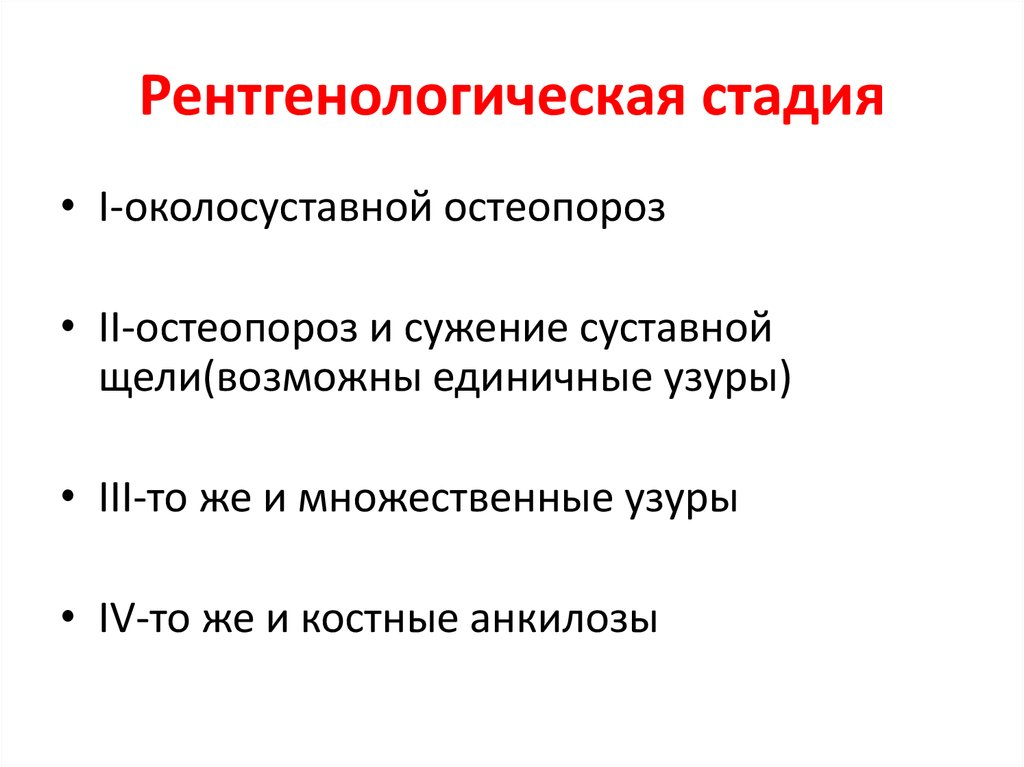 Рентгенологическая стадия
• I-околосуставной остеопороз
• II-остеопороз и сужение суставной
щели(возможны единичные узуры)
• III-то же и множественные узуры
• IV-то же и костные анкилозы